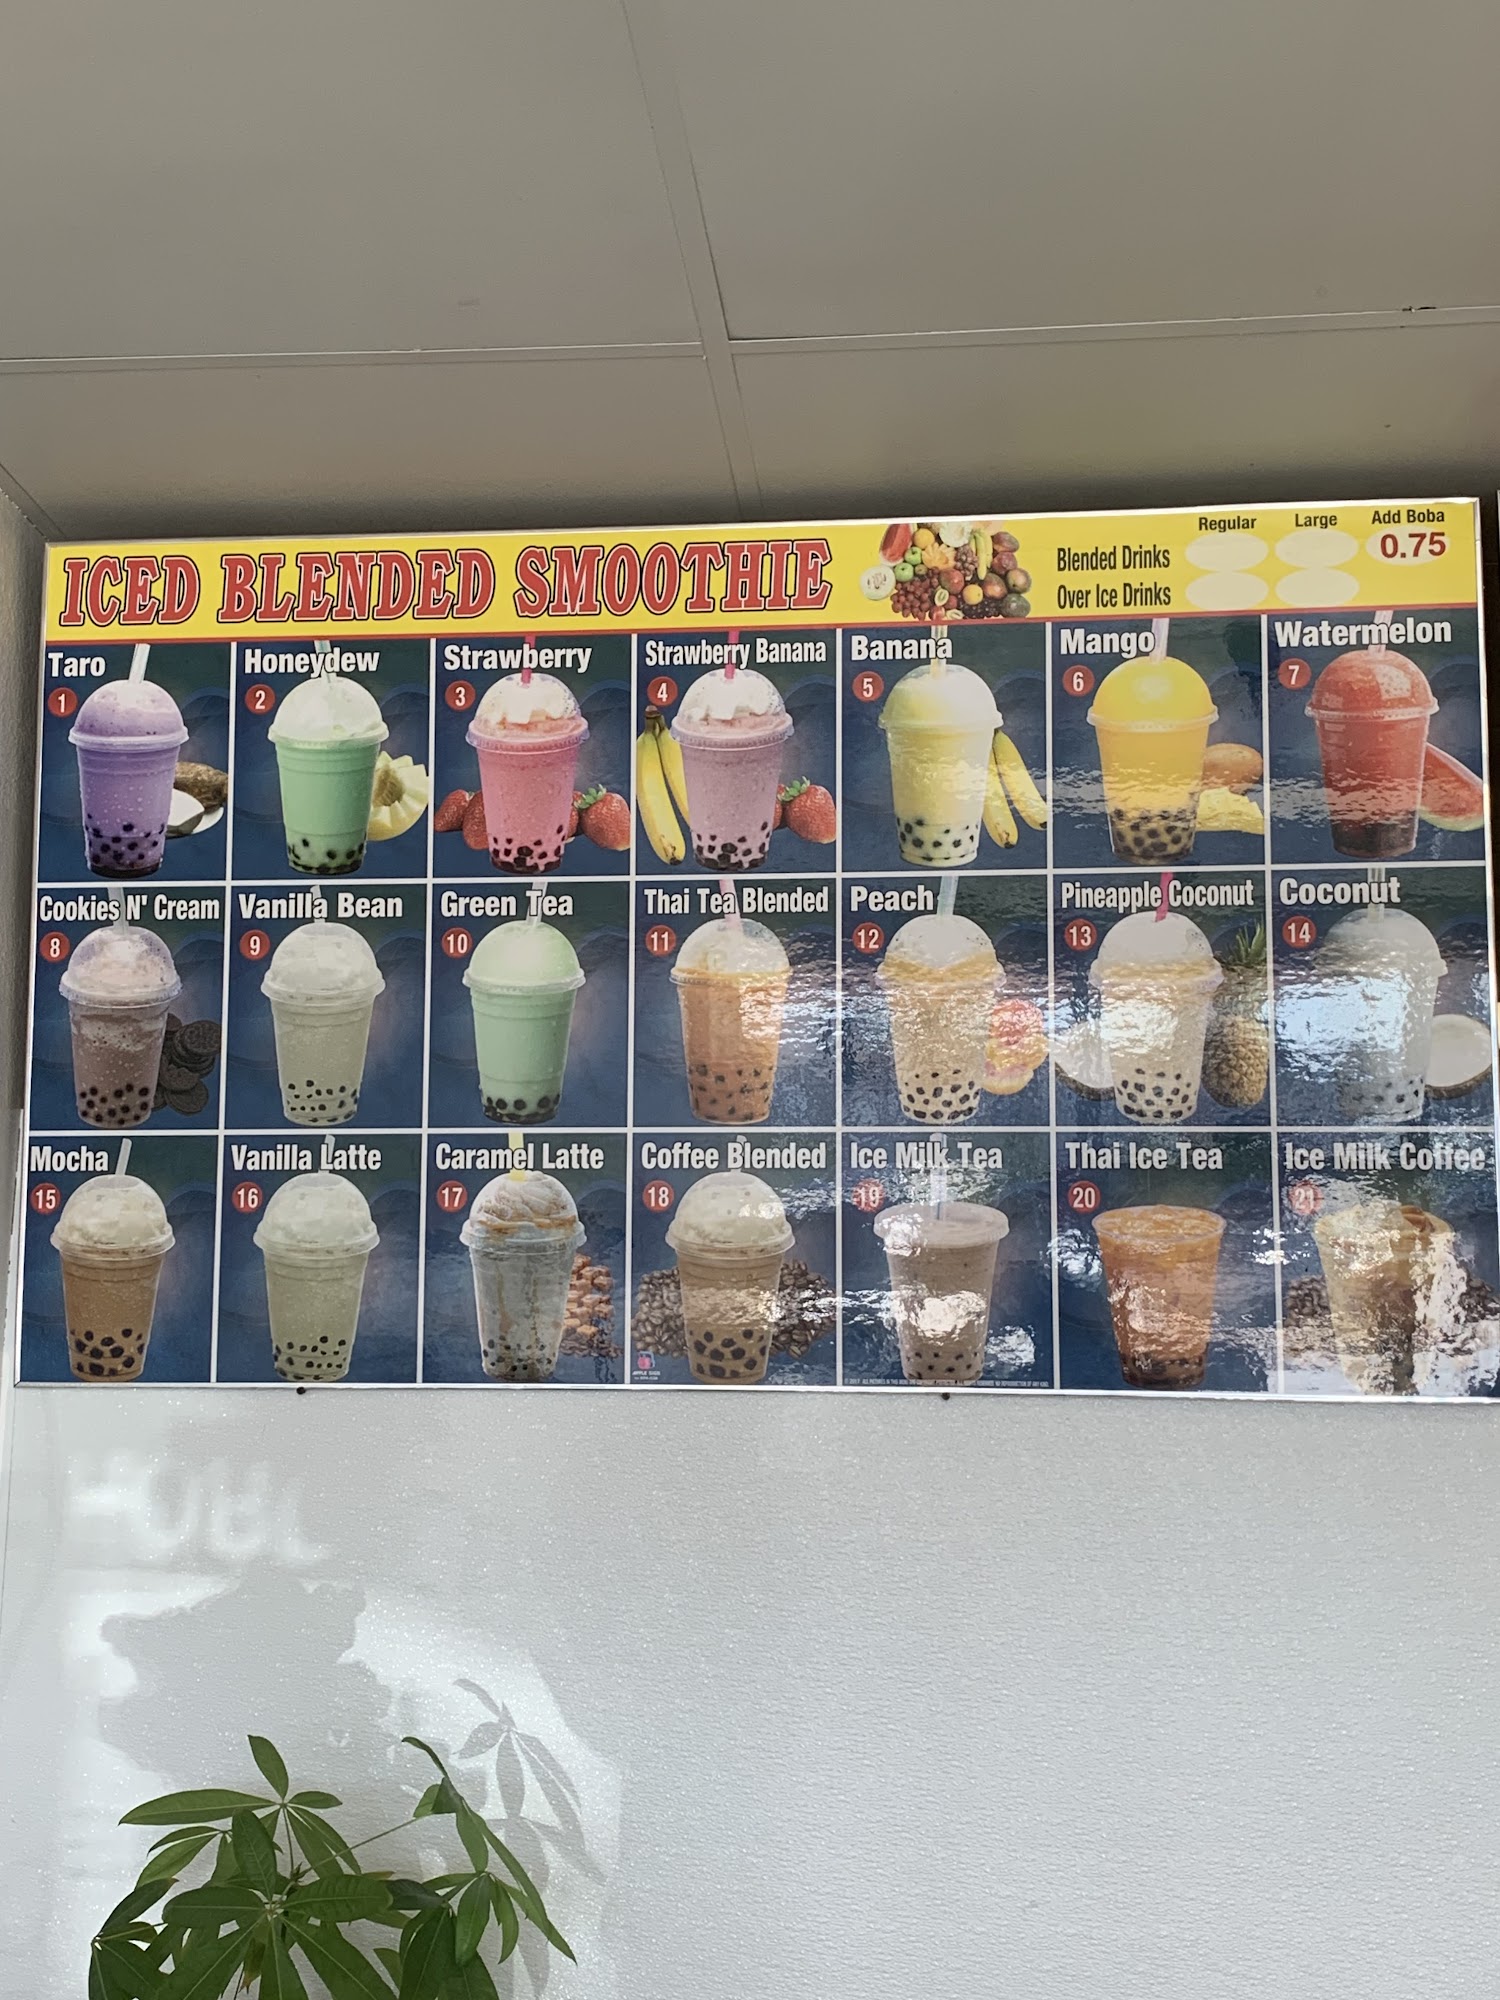 ICED BLENDED SMOOTHIE
Regular Large Add Boba
Blended Drinks 0.75
Over Ice Drinks
Taro Honeydew Strawberry Strawberry Banana Banana Mango Watermelon
1 2 3 4 5 6 7
Cookies N' Cream Vanilla Bean Green Tea Thai Tea Blended Peach Pineapple Coconut Coconut
8 9 10 11 12 13 14
Mocha Vanilla Latte Caramel Latte Coffee Blended Ice Milk Tea Thai Ice Tea Ice Milk Coffee
15 16 17 18 19 20 21